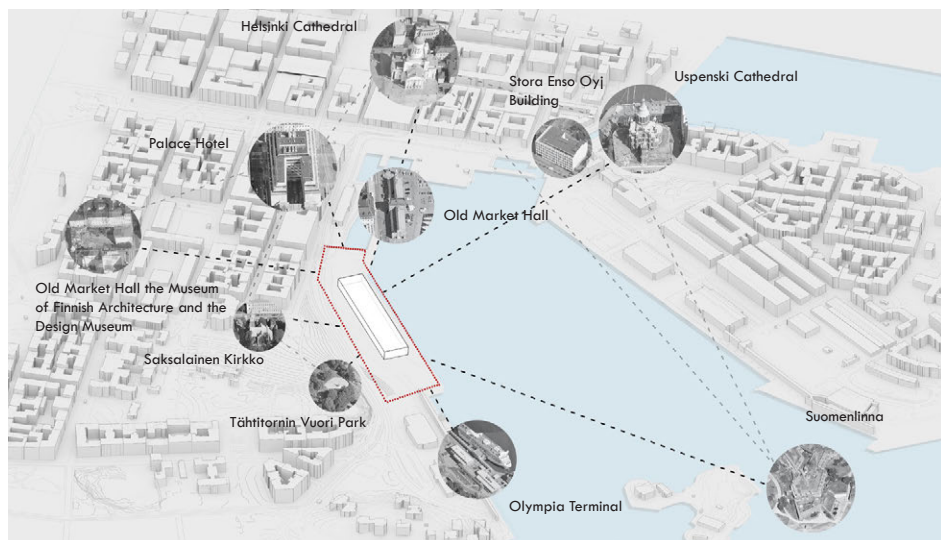 Helsinki Cathedral
Stora Enso Oyj
Building
Uspenski Cathedral
Palace Hotel
Old Market Hall
Old Market Hall the Museum
of Finnish Architecture and the
Design Museum
Saksalainen Kirkko
Tähtitornin Vuori Park
Suomenlinna
Olympia Terminal